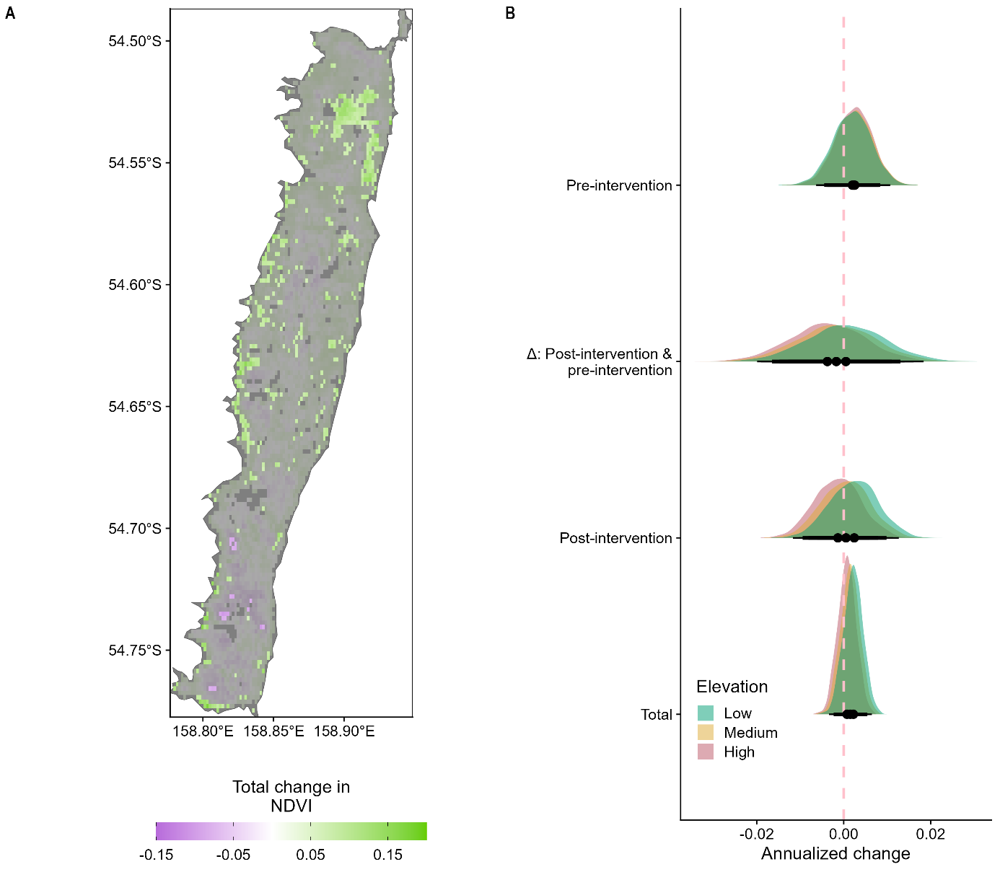 A
54.50°S
54.55°S
54.60°S
54.65°S
54.70°S
54.75°S
158.80°E 158.85°E 158.90°E
Total change in
NDVI
-0.15 -0.05 0.05 0.15
B
Pre-intervention
Δ: Post-intervention &
pre-intervention
Post-intervention
Total
Elevation
Low
Medium
High
-0.02 0.00 0.02
Annualized change